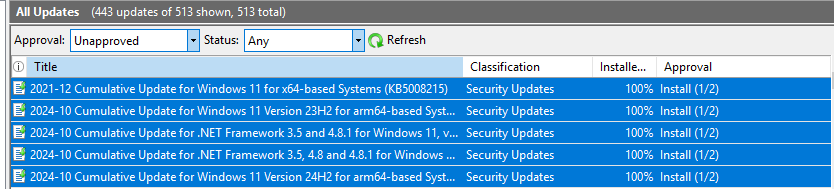 All Updates (443 updates of 513 shown, 513 total)
Approval: Unapproved Status: Any Refresh
Title Classification Installe... Approval
2021-12 Cumulative Update for Windows 11 for x64-based Systems (KB5008215) Security Updates 100% Install (1/2)
2024-10 Cumulative Update for Windows 11 Version 23H2 for arm64-based Syst... Security Updates 100% Install (1/2)
2024-10 Cumulative Update for .NET Framework 3.5 and 4.8.1 for Windows 11, v... Security Updates 100% Install (1/2)
2024-10 Cumulative Update for .NET Framework 3.5, 4.8 and 4.8.1 for Windows ... Security Updates 100% Install (1/2)
2024-10 Cumulative Update for Windows 11 Version 24H2 for arm64-based Syst... Security Updates 100% Install (1/2)